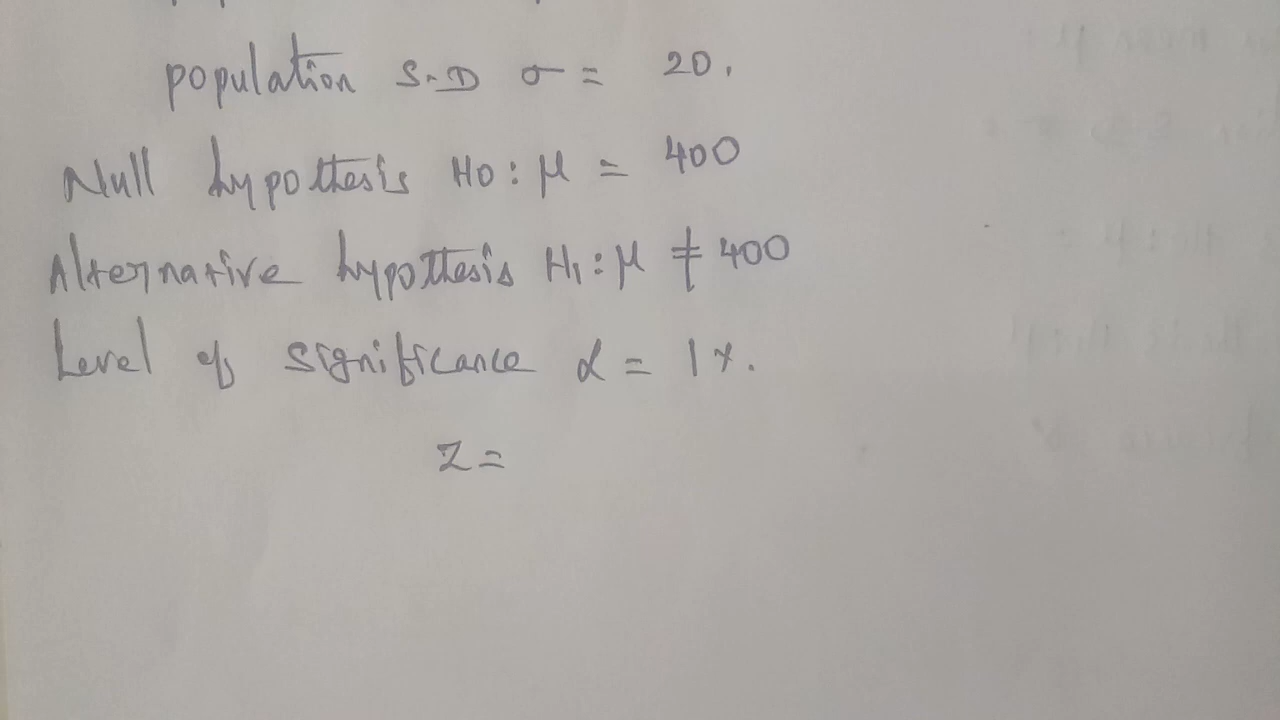 population S.D σ = 20.
Null hypothesis H0 : μ = 400
Alternative hypothesis H1 : μ ≠ 400
Level of significance α = 1%.
Z =